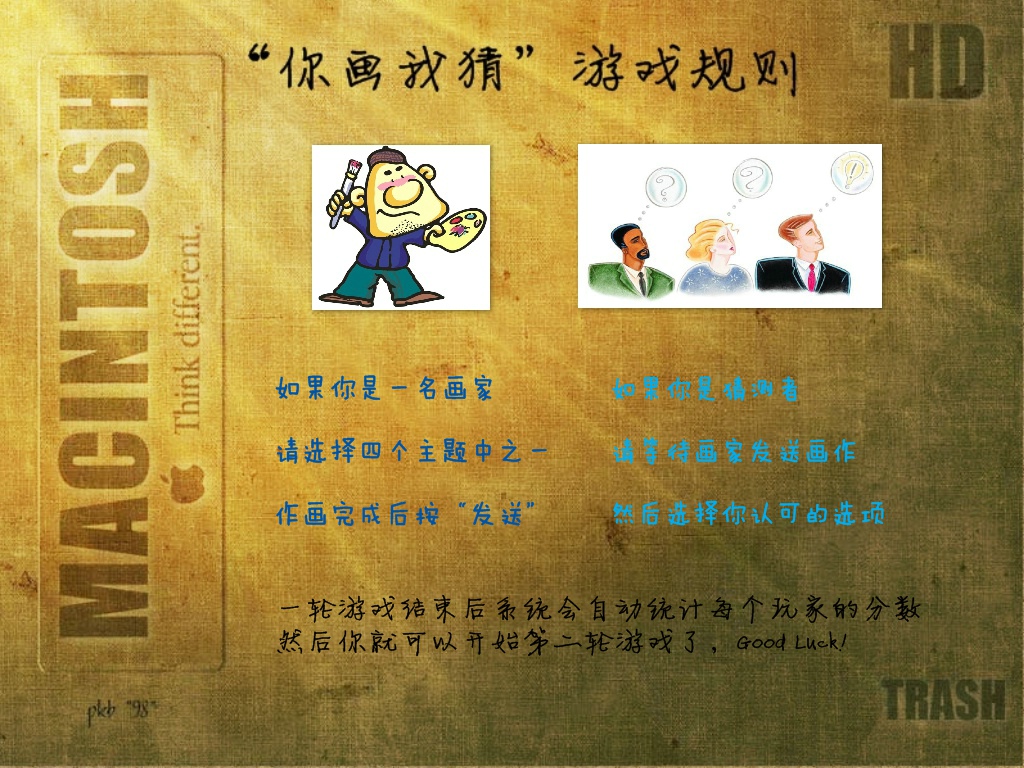 “你画我猜”游戏规则
HD
MACINTOSH
Think different.
如果你是一名画家
请选择四个主题中之一
作画完成后按“发送”
如果你是猜测者
请等待画家发送画作
然后选择你认可的选项
一轮游戏结束后系统会自动统计每个玩家的分数
然后你就可以开始第二轮游戏了，Good Luck!
pkb "98"
TRASH